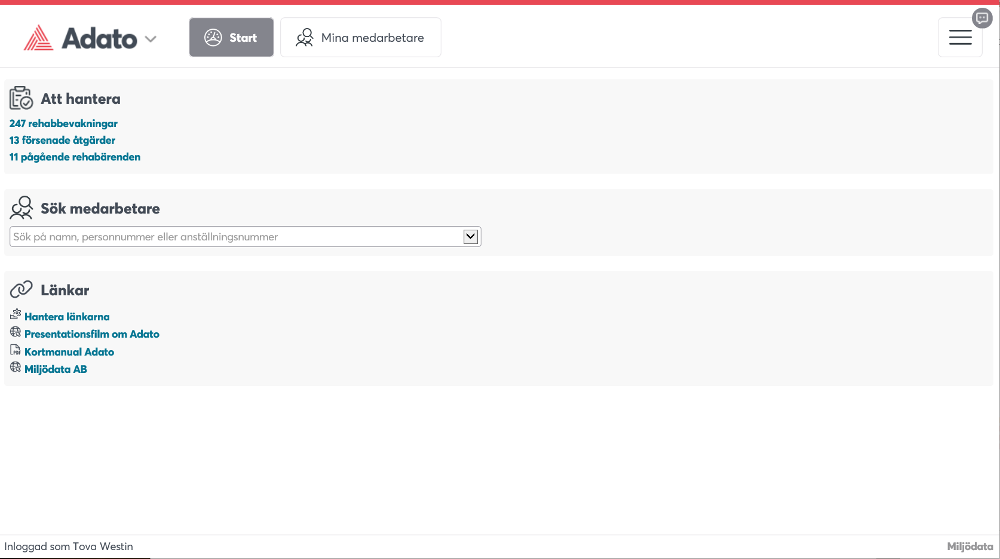 Adato
Start
Mina medarbetare
Att hantera
247 rehabbevakningar
13 försenade åtgärder
11 pågående rehabärenden
Sök medarbetare
Sök på namn, personnummer eller anställningsnummer
Länkar
Hantera länkarna
Presentationsfilm om Adato
PDF
Kortmanual Adato
Miljödata AB
Inloggad som Tova Westin
Miljödata